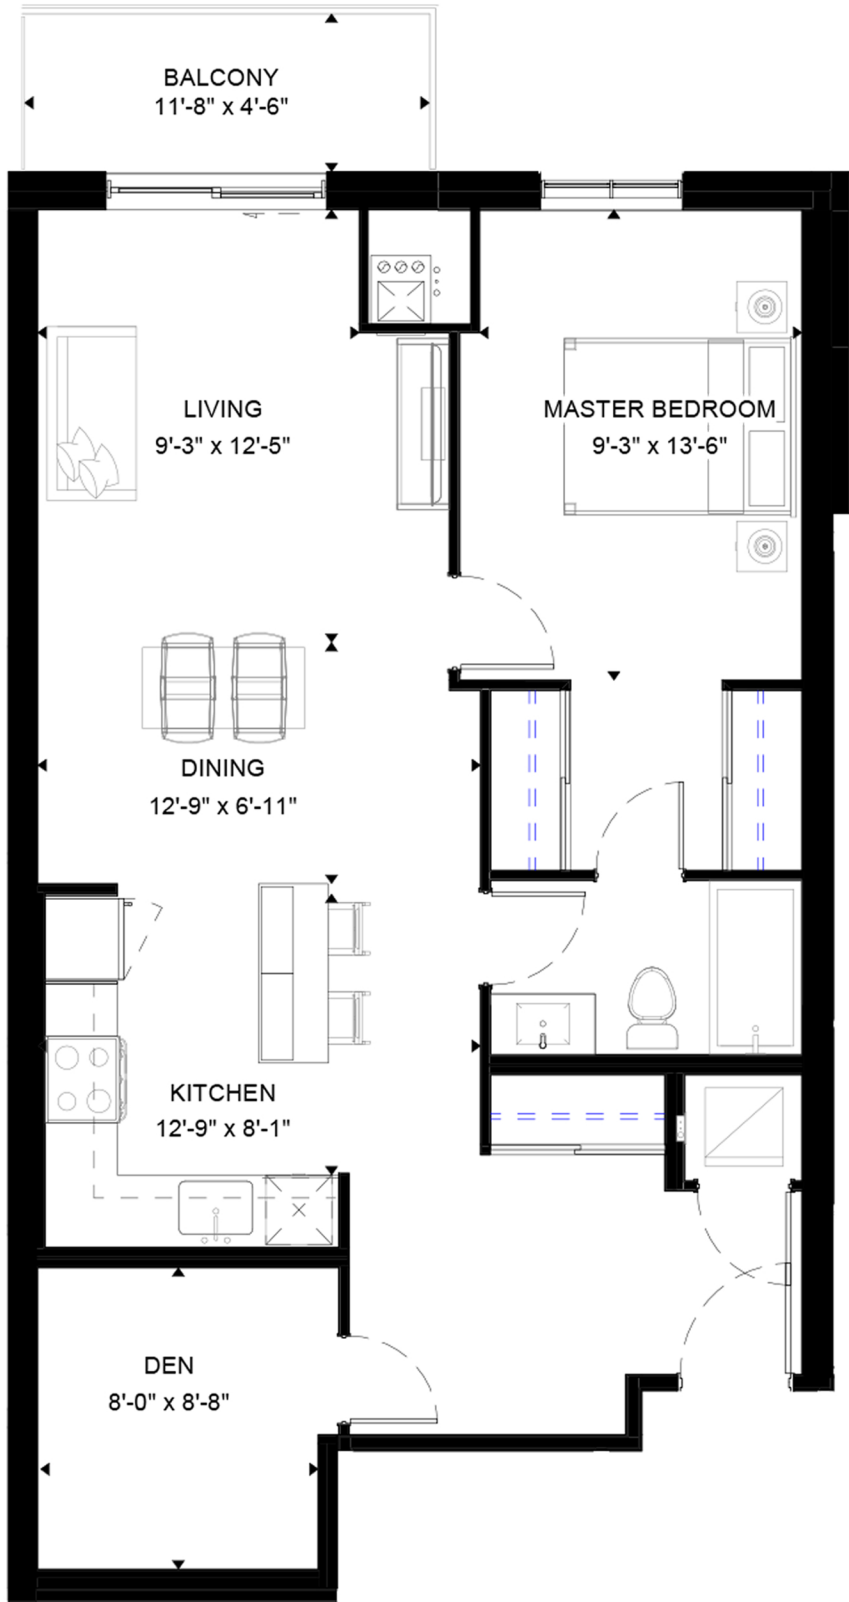 BALCONY
11'-8" x 4'-6"
LIVING
9'-3" x 12'-5"
MASTER BEDROOM
9'-3" x 13'-6"
DINING
12'-9" x 6'-11"
KITCHEN
12'-9" x 8'-1"
DEN
8'-0" x 8'-8"